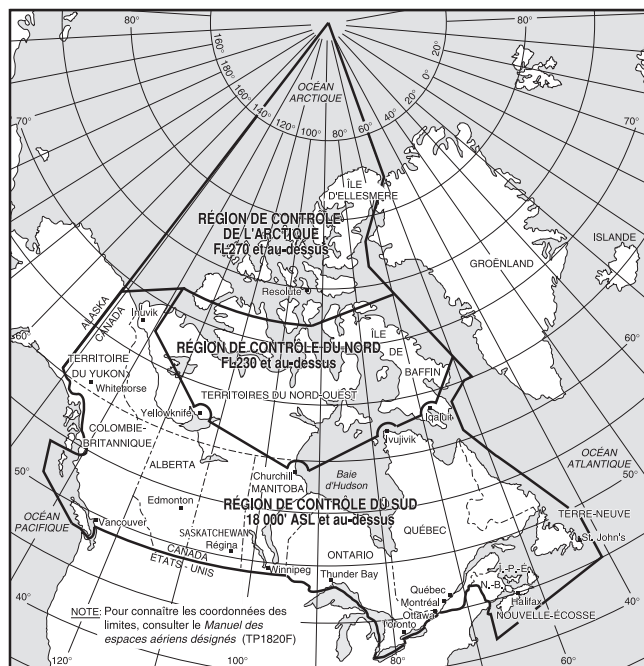 80°
80°
160°
20°
0°
160°
180°
160°
140°
120°
100°
80°
60°
40°
20°
0°
OCÉAN
ARCTIQUE
70°
70°
ÎLE
D'ELLESMERE
RÉGION DE CONTRÔLE
DE L'ARCTIQUE
FL270 et au-dessus
ISLANDE
GROËNLAND
Resolute
ALASKA
CANADA
Inuvik
60°
60°
ÎLE
DE
BAFFIN
RÉGION DE CONTRÔLE DU NORD
FL230 et au-dessus
TERRITOIRE
DU YUKON
Whitehorse
TERRITOIRES DU NORD-OUEST
Yellowknife
Iqaluit
Ivujivik
COLOMBIE-
BRITANNIQUE
ALBERTA
50°
50°
OCÉAN
ATLANTIQUE
Churchill
MANITOBA
Baie
d'Hudson
OCÉAN
PACIFIQUE
Edmonton
RÉGION DE CONTRÔLE DU SUD
18 000' ASL et au-dessus
Vancouver
TERRE-NEUVE
QUÉBEC
SASKATCHEWAN
Régina
St. John's
CANADA
ÉTATS-UNIS
Winnipeg
ONTARIO
Thunder Bay
Î.-P.-É.
N.-B.
Québec
Montréal
Ottawa
Toronto
Halifax
NOUVELLE-ÉCOSSE
40°
40°
NOTE: Pour connaître les coordonnées des
limites, consulter le Manuel des
espaces aériens désignés (TP1820F)
120°
100°
80°
60°